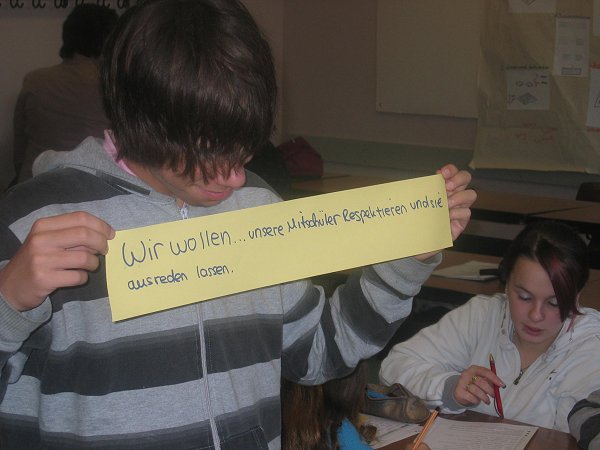 Wir wollen... unsere Mitschüler Respektieren und sie
ausreden lassen.